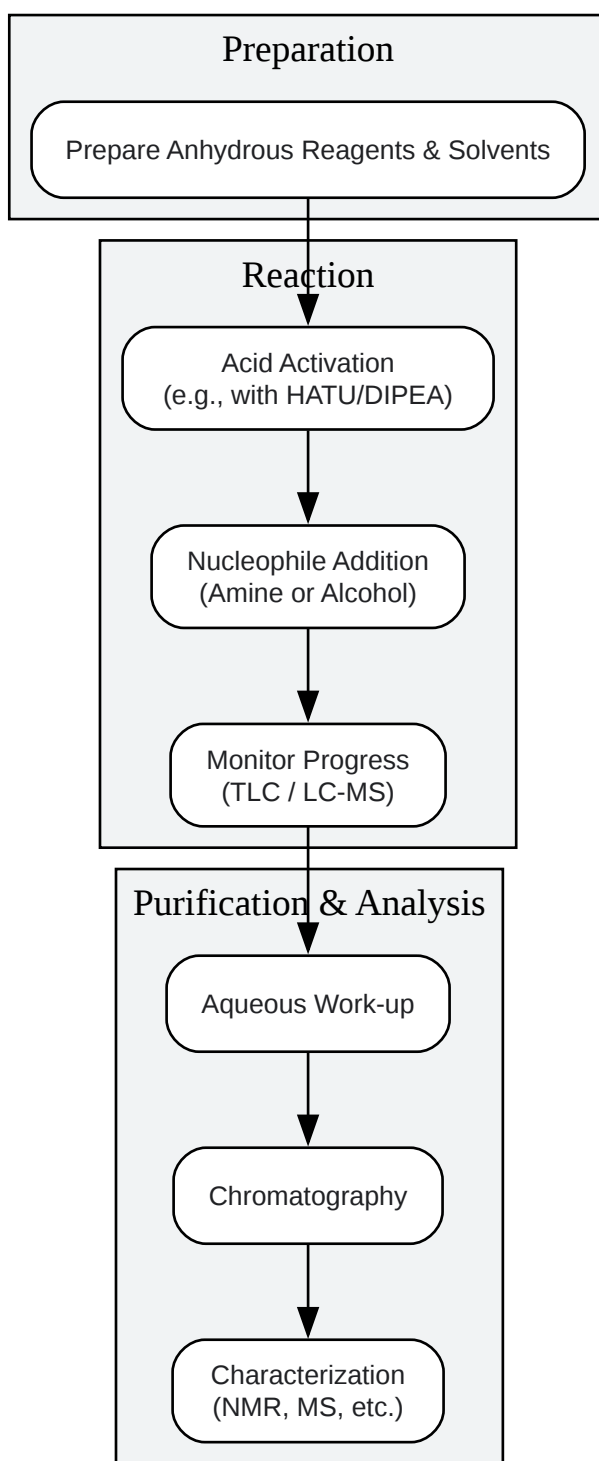 Preparation
Prepare Anhydrous Reagents & Solvents
Reaction
Acid Activation
(e.g., with HATU/DIPEA)
Nucleophile Addition
(Amine or Alcohol)
Monitor Progress
(TLC / LC-MS)
Purification & Analysis
Aqueous Work-up
Chromatography
Characterization
(NMR, MS, etc.)